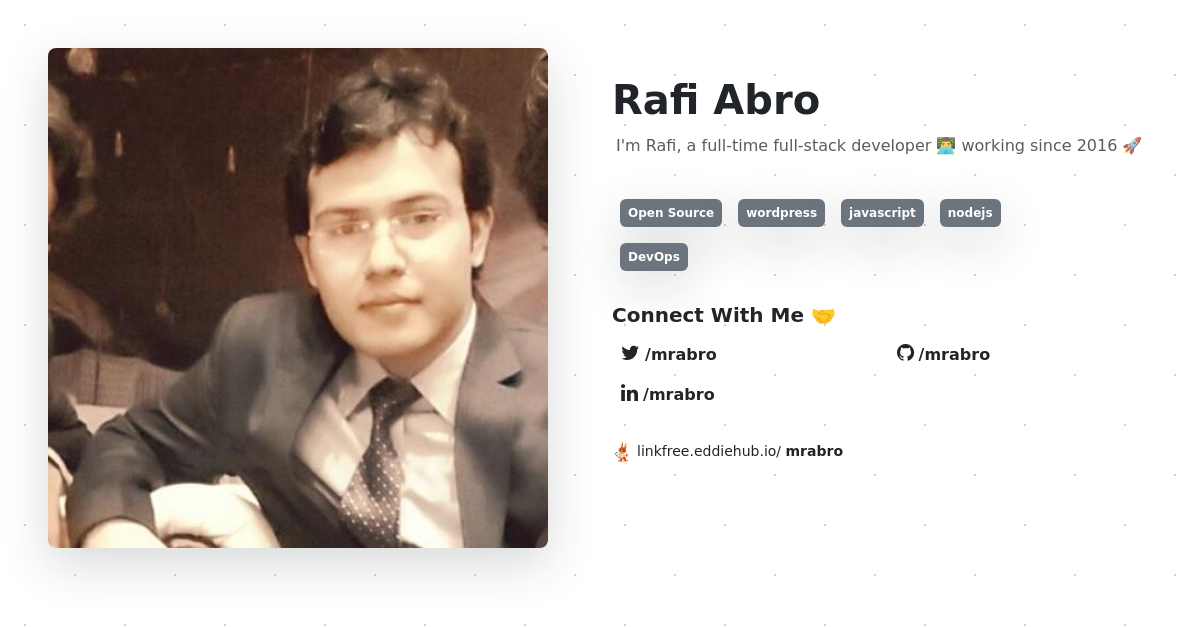 Rafi Abro
I'm Rafi, a full-time full-stack developer 👨‍💻 working since 2016 🚀
Open Source wordpress javascript nodejs
DevOps
Connect With Me 🤝
/mrabro /mrabro
/mrabro
linkfree.eddiehub.io/ mrabro